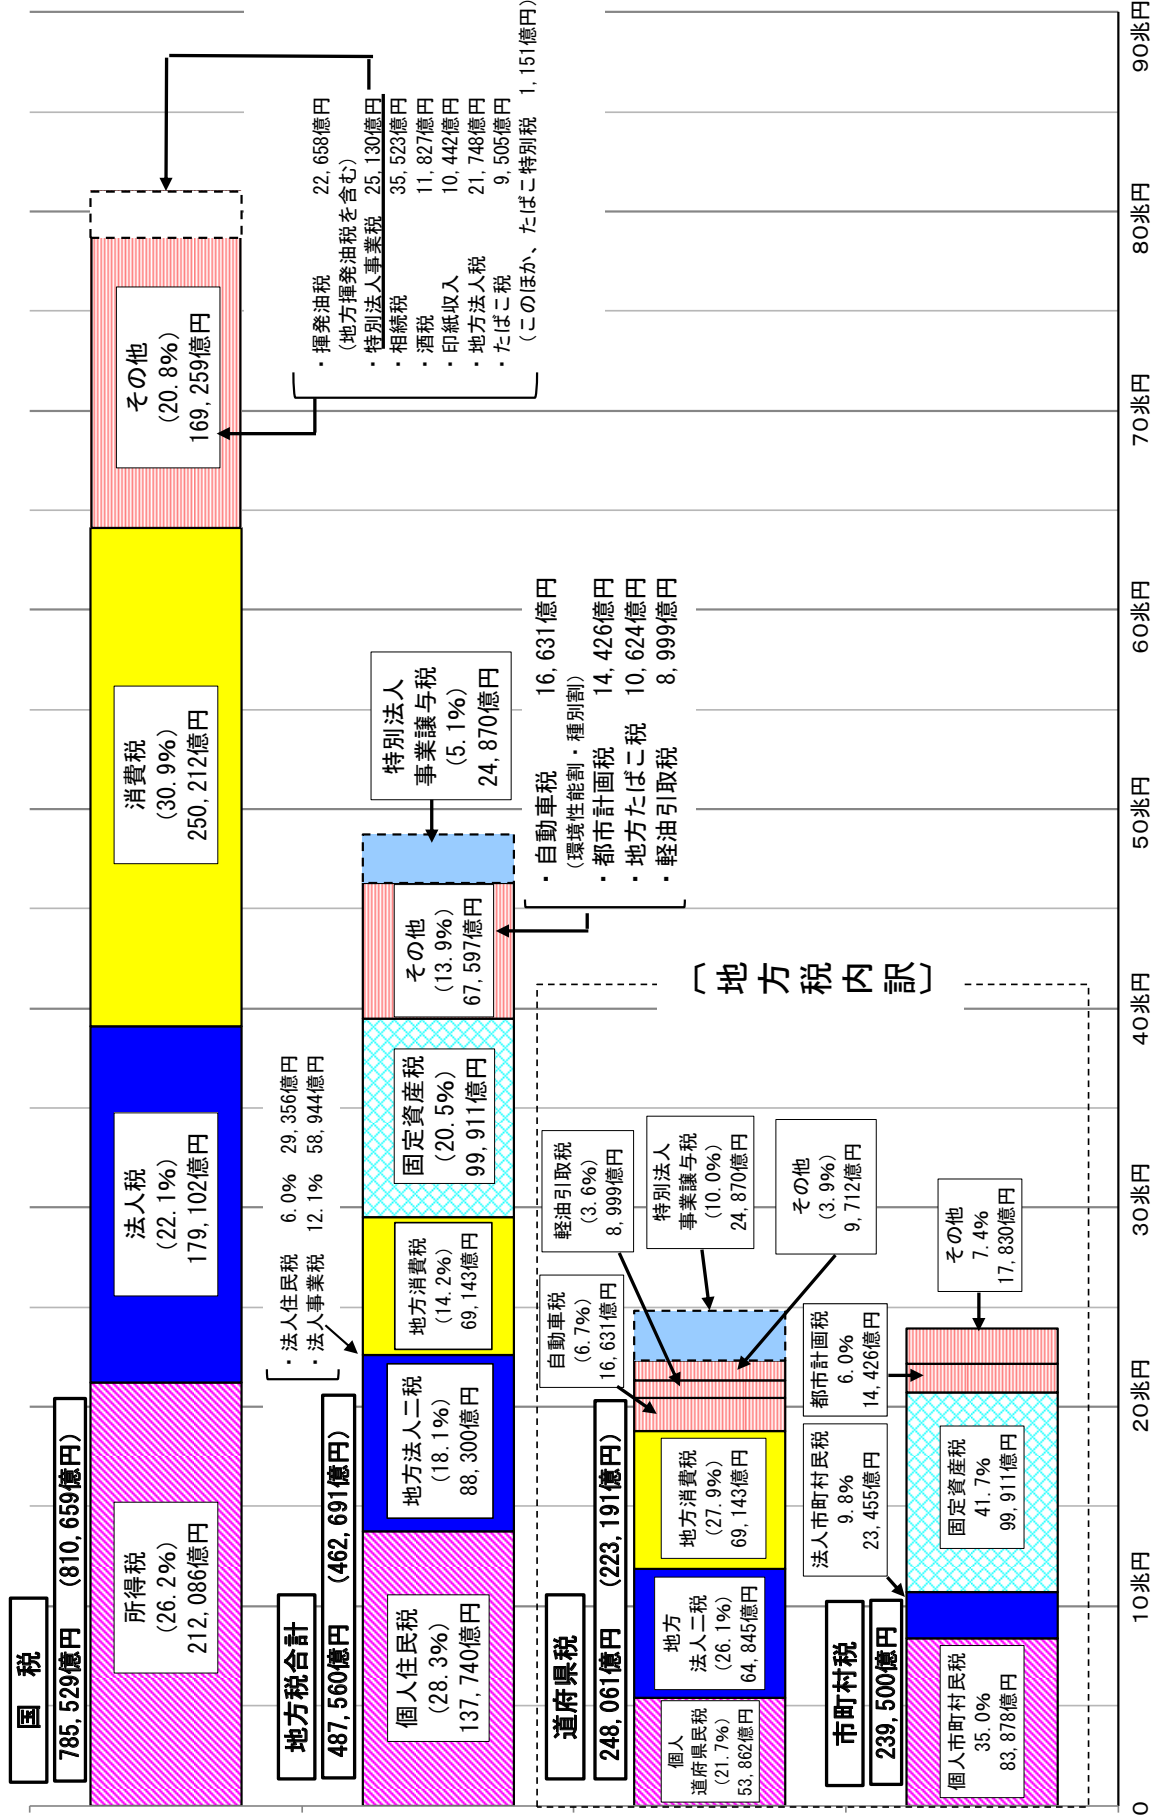 国　税
785,529億円　(810,659億円)
所得税
(26.2%)
212,086億円
法人税
(22.1%)
179,102億円
消費税
(30.9%)
250,212億円
その他
(20.8%)
169,259億円
・揮発油税　22,658億円
(地方揮発油税を含む)
・特別法人事業税　25,130億円
・相続税　35,523億円
・酒税　11,827億円
・印紙収入　10,442億円
・地方法人税　21,748億円
・たばこ税　9,505億円
(このほか、たばこ特別税　1,151億円)
地方税合計
487,560億円　(462,691億円)
・法人住民税　6.0%　29,356億円
・法人事業税　12.1%　58,944億円
個人住民税
(28.3%)
137,740億円
地方法人二税
(18.1%)
88,300億円
地方消費税
(14.2%)
69,143億円
固定資産税
(20.5%)
99,911億円
その他
(13.9%)
67,597億円
特別法人
事業譲与税
(5.1%)
24,870億円
・自動車税　16,631億円
(環境性能割・種別割)
・都市計画税　14,426億円
・地方たばこ税　10,624億円
・軽油引取税　8,999億円
〔地方税内訳〕
道府県税
248,061億円　(223,191億円)
個人
道府県民税
(21.7%)
53,862億円
地方
法人二税
(26.1%)
64,845億円
地方消費税
(27.9%)
69,143億円
自動車税
(6.7%)
16,631億円
軽油引取税
(3.6%)
8,999億円
特別法人
事業譲与税
(10.0%)
24,870億円
その他
(3.9%)
9,712億円
市町村税
239,500億円
個人市町村民税
35.0%
83,878億円
法人市町村民税
9.8%
23,455億円
固定資産税
41.7%
99,911億円
都市計画税
6.0%
14,426億円
その他
7.4%
17,830億円
0
10兆円
20兆円
30兆円
40兆円
50兆円
60兆円
70兆円
80兆円
90兆円